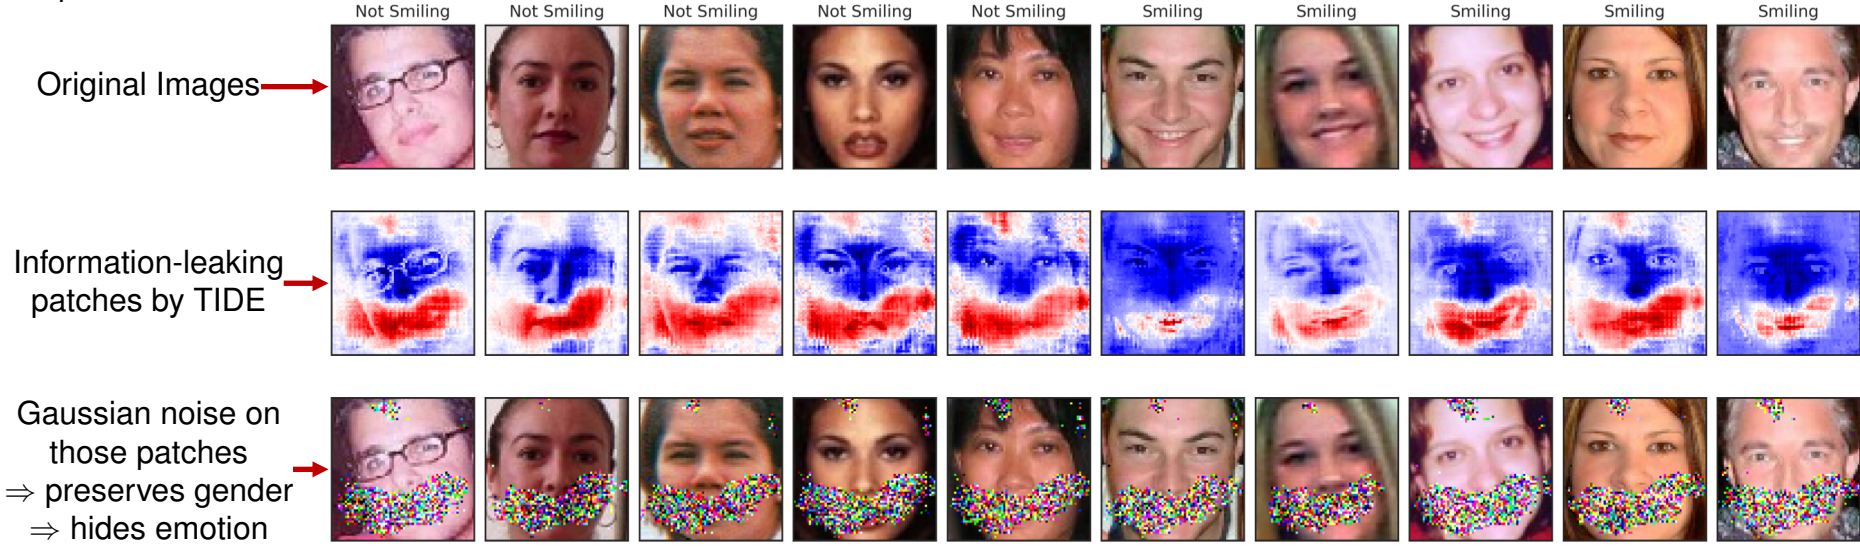 Not Smiling Not Smiling Not Smiling Not Smiling Not Smiling Smiling Smiling Smiling Smiling Smiling
Original Images
Information-leaking
patches by TIDE
Gaussian noise on
those patches
⇒ preserves gender
⇒ hides emotion